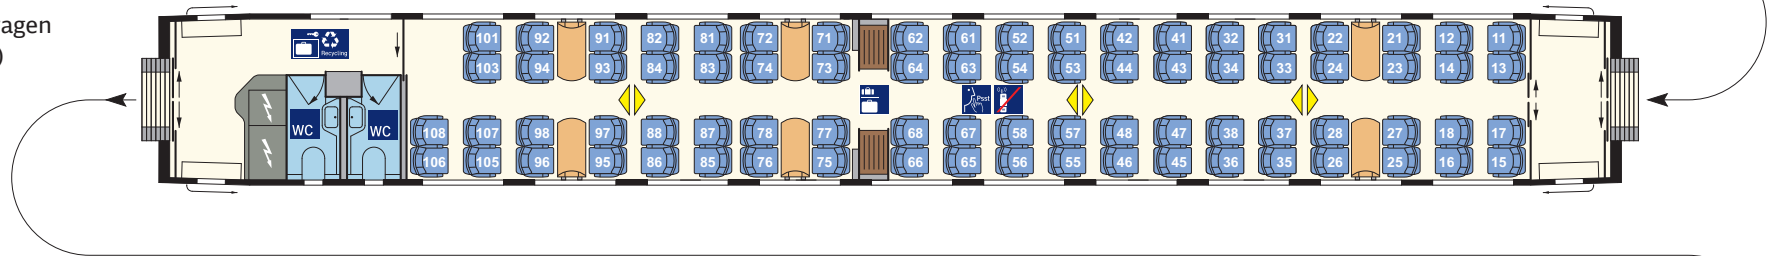 agen
)
Recycling
101 92 91 82 81 72 71 62 61 52 51 42 41 32 31 22 21 12 11
103 94 93 84 83 74 73 64 63 54 53 44 43 34 33 24 23 14 13
Psst
WC WC
108 107 98 97 88 87 78 77 68 67 58 57 48 47 38 37 28 27 18 17
106 105 96 95 86 85 76 75 66 65 56 55 46 45 36 35 26 25 16 15